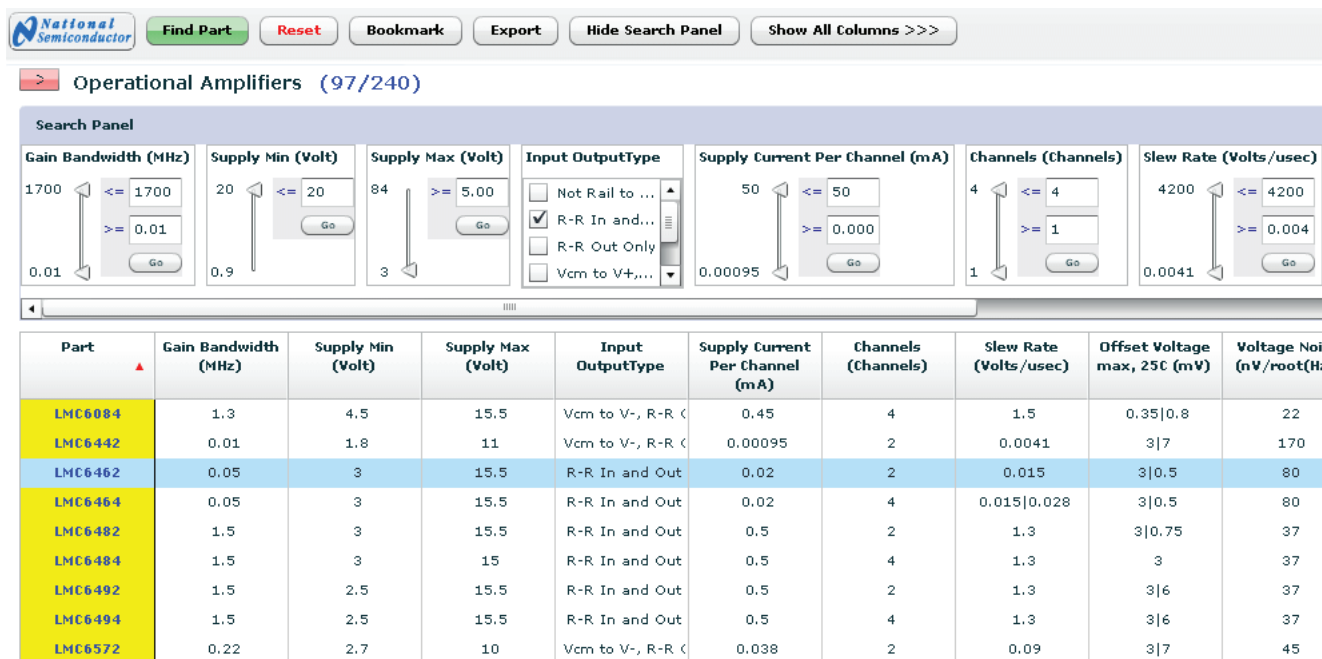 National Semiconductor Find Part Reset Bookmark Export Hide Search Panel Show All Columns >>>
> Operational Amplifiers (97/240)
Search Panel
Gain Bandwidth (MHz) Supply Min (Volt) Supply Max (Volt) Input OutputType Supply Current Per Channel (mA) Channels (Channels) Slew Rate (Volts/usec)
1700 <= 1700 20 <= 20 84 >= 5.00 Not Rail to ... 50 <= 50 4 <= 4 4200 <= 4200
>= 0.01 Go Go R-R In and... >= 0.000 >= 1 >= 0.004
R-R Out Only
0.01 Go 0.9 3 Vcm to V+,... 0.00095 Go 1 Go 0.0041 Go
Part Gain Bandwidth (MHz) Supply Min (Volt) Supply Max (Volt) Input OutputType Supply Current Per Channel (mA) Channels (Channels) Slew Rate (Volts/usec) Offset Voltage max, 25C (mV) Voltage Noi (nV/root(Hz
LMC6084 1.3 4.5 15.5 Vcm to V-, R-R ( 0.45 4 1.5 0.35|0.8 22
LMC6442 0.01 1.8 11 Vcm to V-, R-R ( 0.00095 2 0.0041 3|7 170
LMC6462 0.05 3 15.5 R-R In and Out 0.02 2 0.015 3|0.5 80
LMC6464 0.05 3 15.5 R-R In and Out 0.02 4 0.015|0.028 3|0.5 80
LMC6482 1.5 3 15.5 R-R In and Out 0.5 2 1.3 3|0.75 37
LMC6484 1.5 3 15 R-R In and Out 0.5 4 1.3 3 37
LMC6492 1.5 2.5 15.5 R-R In and Out 0.5 2 1.3 3|6 37
LMC6494 1.5 2.5 15.5 R-R In and Out 0.5 4 1.3 3|6 37
LMC6572 0.22 2.7 10 Vcm to V-, R-R ( 0.038 2 0.09 3|7 45